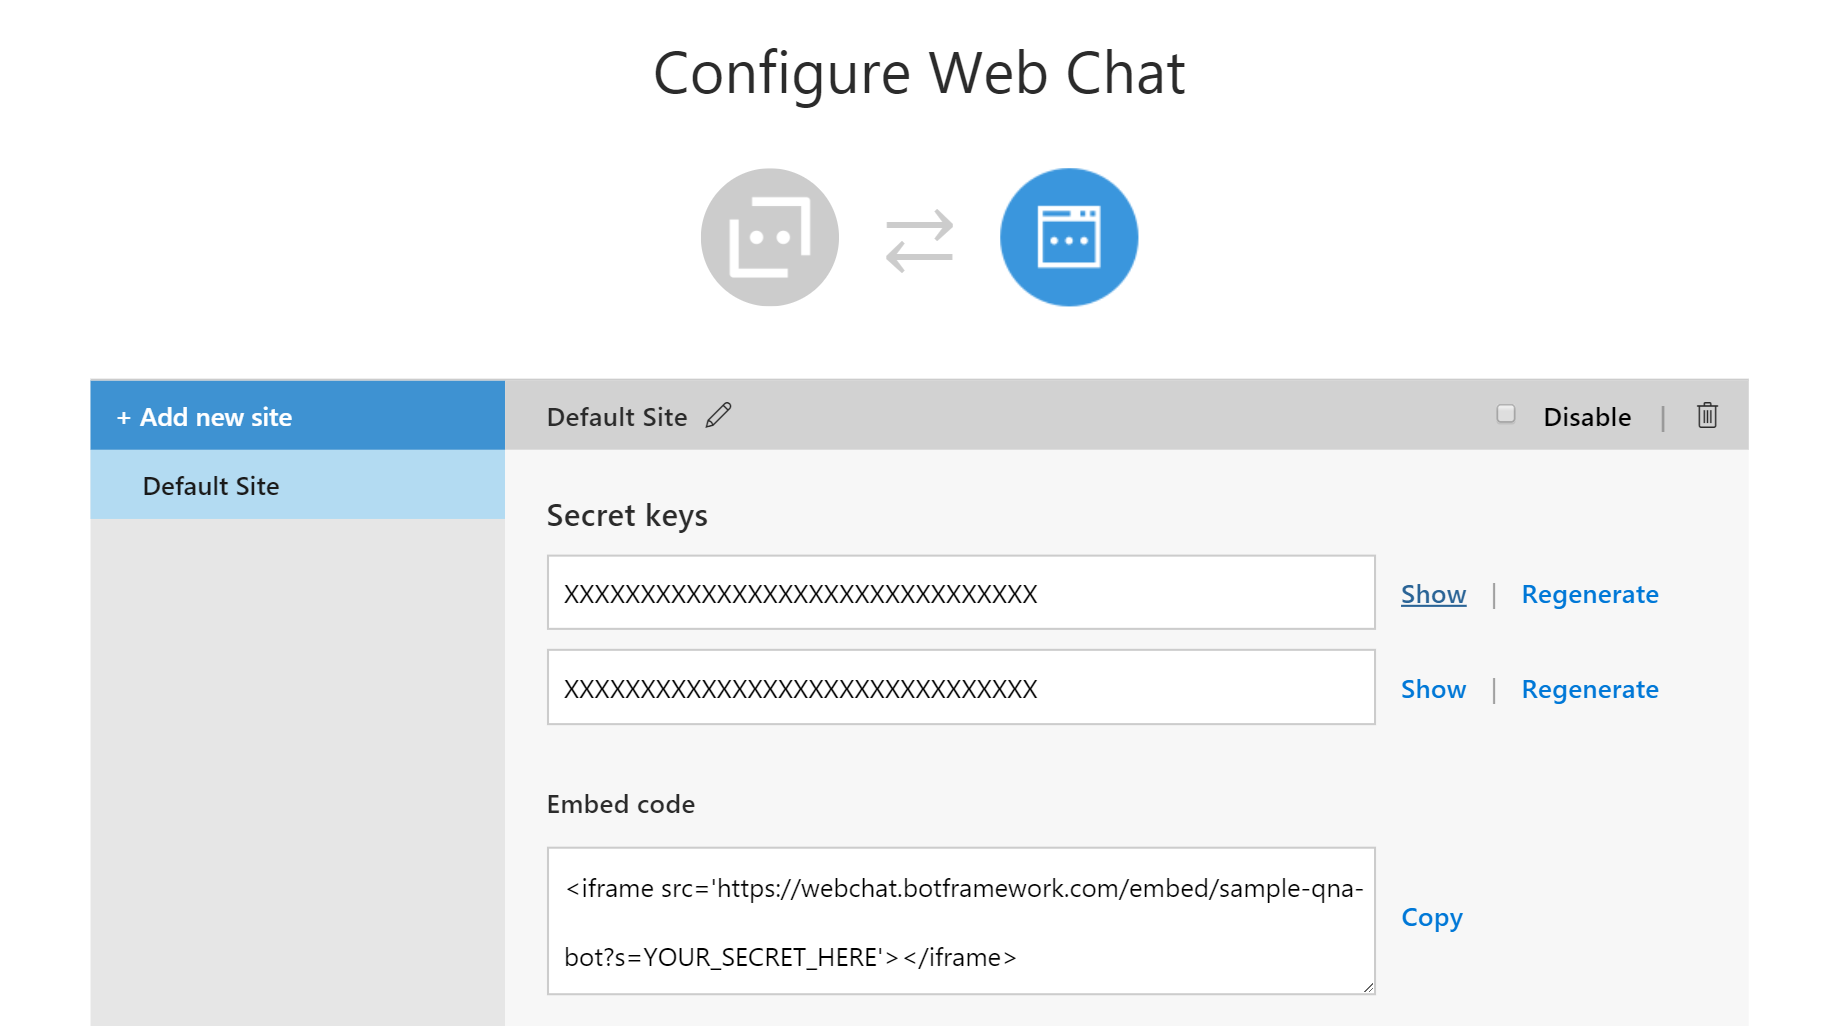 Configure Web Chat
+ Add new site
Default Site
Default Site
Disable |
Secret keys
XXXXXXXXXXXXXXXXXXXXXXXXXXXXXXX
Show | Regenerate
XXXXXXXXXXXXXXXXXXXXXXXXXXXXXXX
Show | Regenerate
Embed code
<iframe src='https://webchat.botframework.com/embed/sample-qna-
bot?s=YOUR_SECRET_HERE'></iframe>
Copy